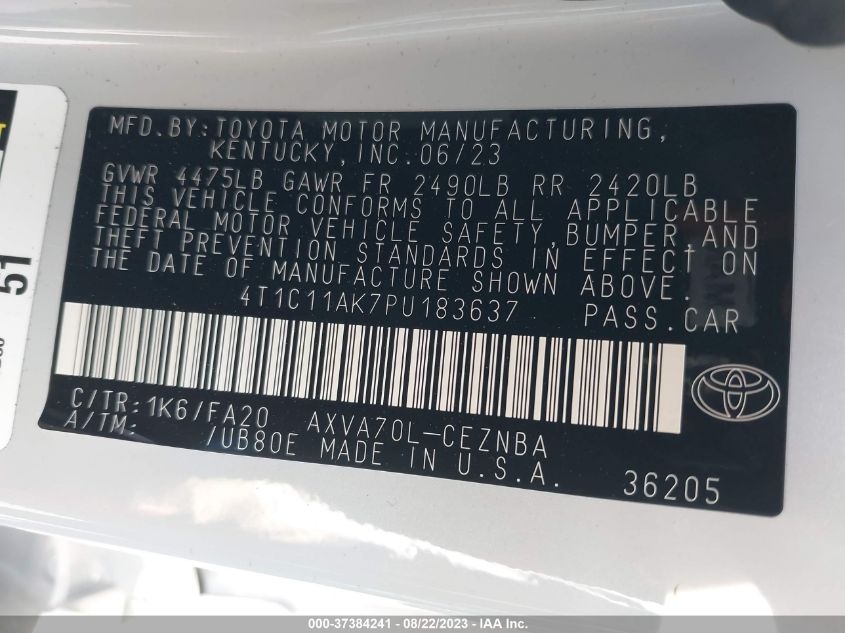 MFD.BY:TOYOTA MOTOR MANUFACTURING,
KENTUCKY, INC. 06/23
GVWR 4475LB GAWR FR 2490LB RR 2420LB
THIS VEHICLE CONFORMS TO ALL APPLICABLE
FEDERAL MOTOR VEHICLE SAFETY, BUMPER, AND
THEFT PREVENTION STANDARDS IN EFFECT ON
THE DATE OF MANUFACTURE SHOWN ABOVE.
4T1C11AK7PU183637 PASS.CAR
C/TR:1K6/FA20 AXVA70L-CEZNBA
A/TM: /UB80E MADE IN U.S.A. 36205
51
000-37384241 - 08/22/2023 - IAA Inc.